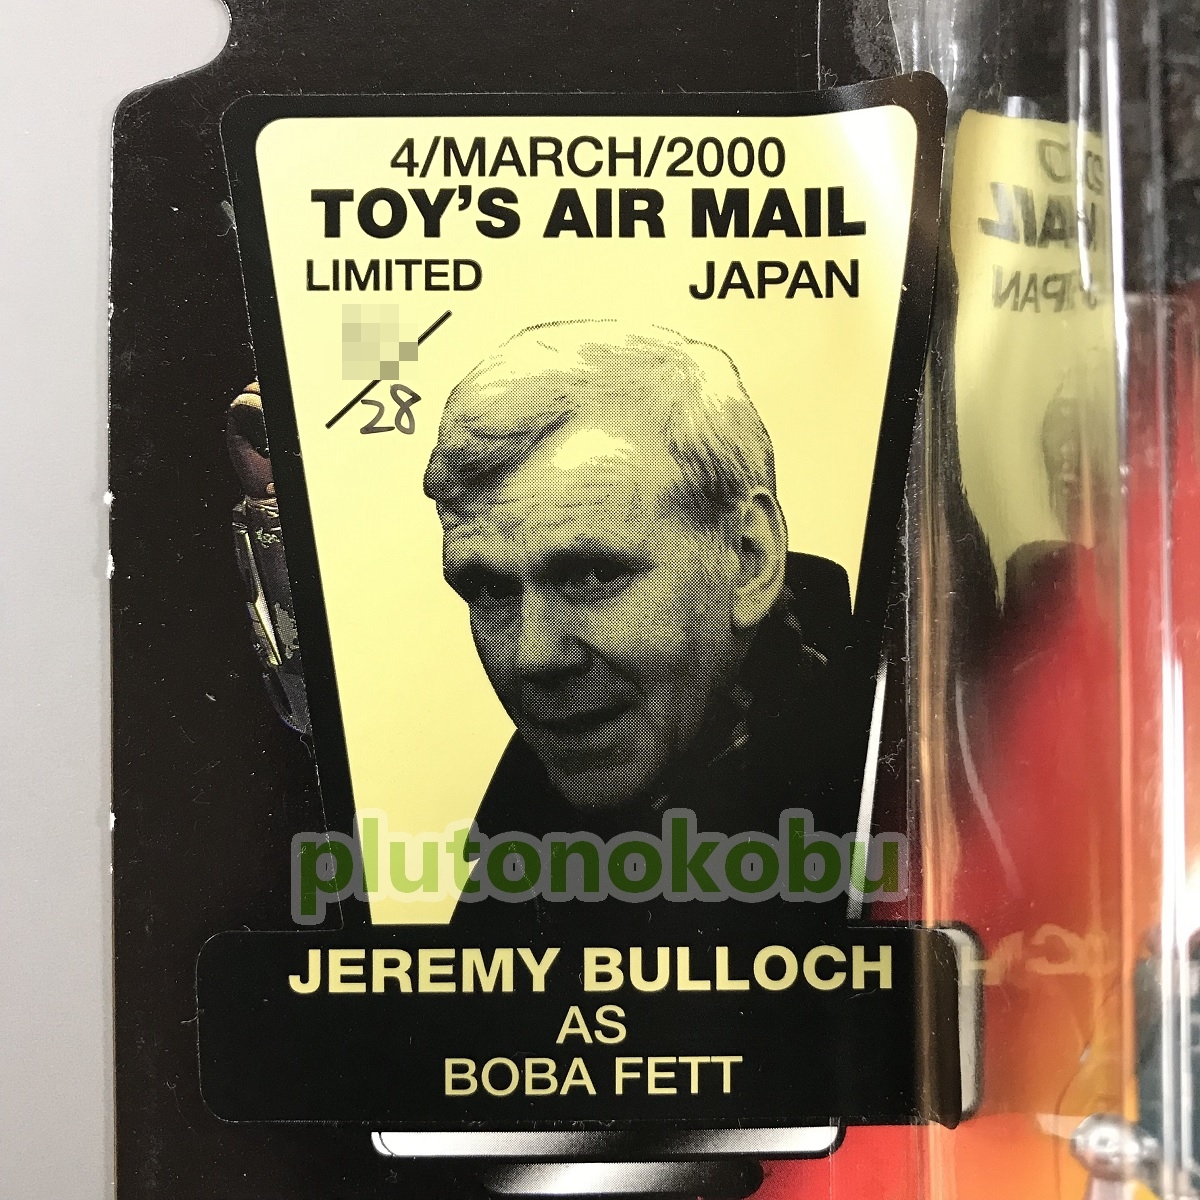 4/MARCH/2000
TOY'S AIR MAIL
LIMITED JAPAN
/28
plutonokobu
JEREMY BULLOCH
AS
BOBA FETT